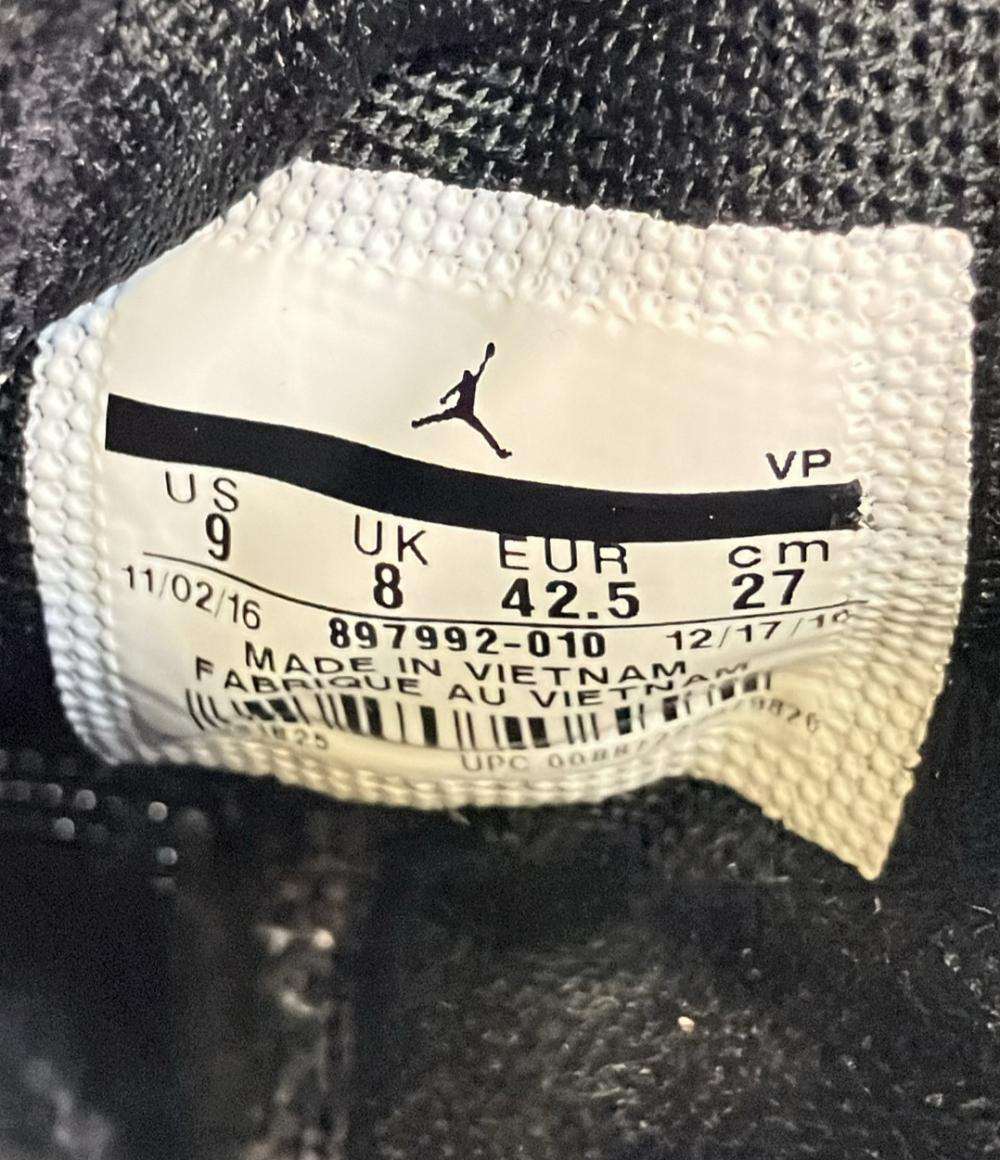 VP
US UK EUR cm
9 8 42.5 27
11/02/16 897992-010
MADE IN VIETNAM
FABRIQUE AU VIETNAM
UPC